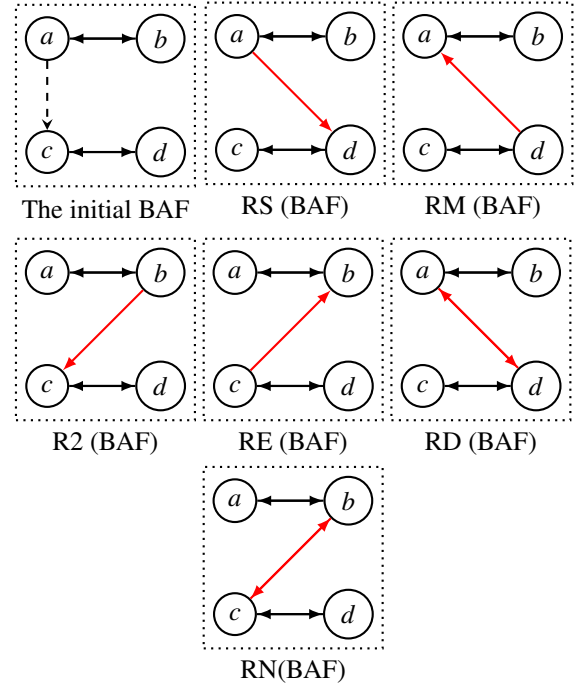 a b a b a b
c d c d c d
The initial BAF RS (BAF) RM (BAF)
a b a b a b
c d c d c d
R2 (BAF) RE (BAF) RD (BAF)
a b
c d
RN(BAF)